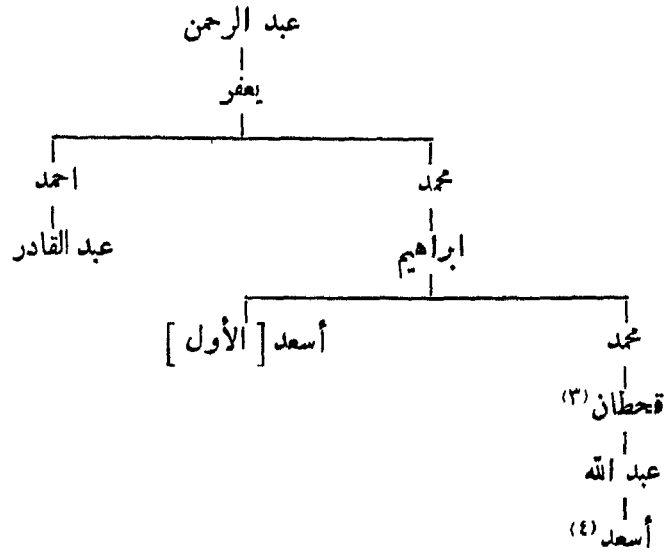 عبد الرحمن
يعفر
محمد
احمد
ابراهيم
عبد القادر
محمد
أسعد [ الأول ]
قحطان (٣)
عبد الله
أسعد (٤)